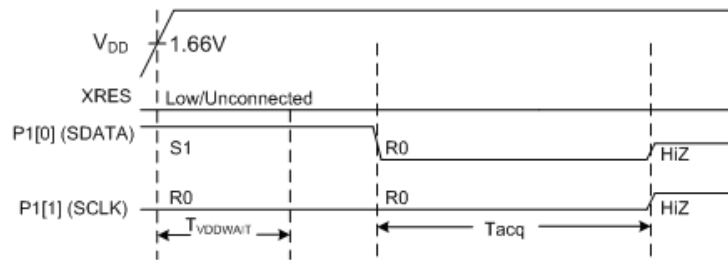 VDD 1.66V
XRES Low/Unconnected
P1[0] (SDATA) S1 R0 HiZ
P1[1] (SCLK) R0 R0 HiZ
TVDDWAIT Tacq